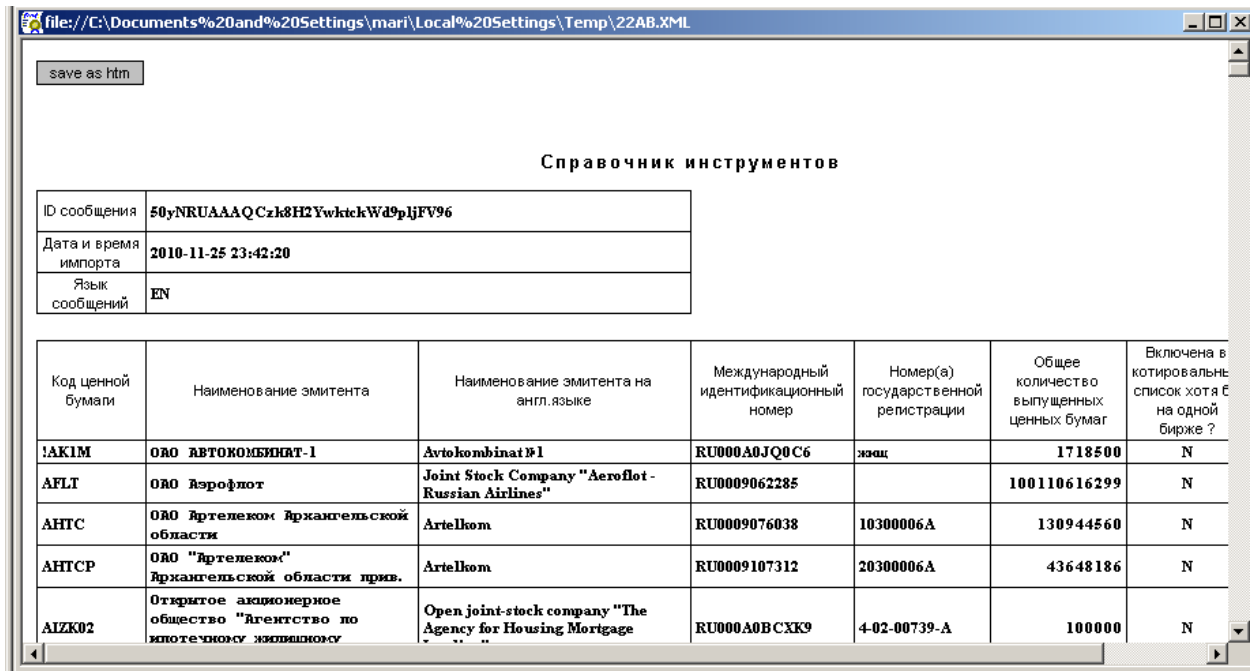 file://C:\Documents%20and%20Settings\mari\Local%20Settings\Temp\22AB.XML
save as htm
Справочник инструментов
ID сообщения 50yNRUAAAQCzk8H2YwktckWd9pljFV96
Дата и время
импорта
2010-11-25 23:42:20
Язык
сообщений
EN
Код ценной
бумаги
Наименование эмитента
Наименование эмитента на
англ.языке
Международный
идентификационный
номер
Номер(а)
государственной
регистрации
Общее
количество
выпущенных
ценных бумаг
Включена в
котировальны
список хотя б
на одной
бирже ?
!AK1M ОАО АВТОКОМБИНАТ-1 Avtokombinat №1 RU000A0JQ0C6 жжщ 1718500 N
AFLT ОАО Аэрофлот
Joint Stock Company "Aeroflot -
Russian Airlines"
RU0009062285 100110616299 N
AHTC
ОАО Артелеком Архангельской
области
Artelkom RU0009076038 10300006A 130944560 N
AHTCP
ОАО "Артелеком"
Архангельской области прив.
Artelkom RU0009107312 20300006A 43648186 N
AIZK02
Открытое акционерное
общество "Агентство по
ипотечному жилищному
Open joint-stock company "The
Agency for Housing Mortgage
RU000A0BCXK9 4-02-00739-A 100000 N